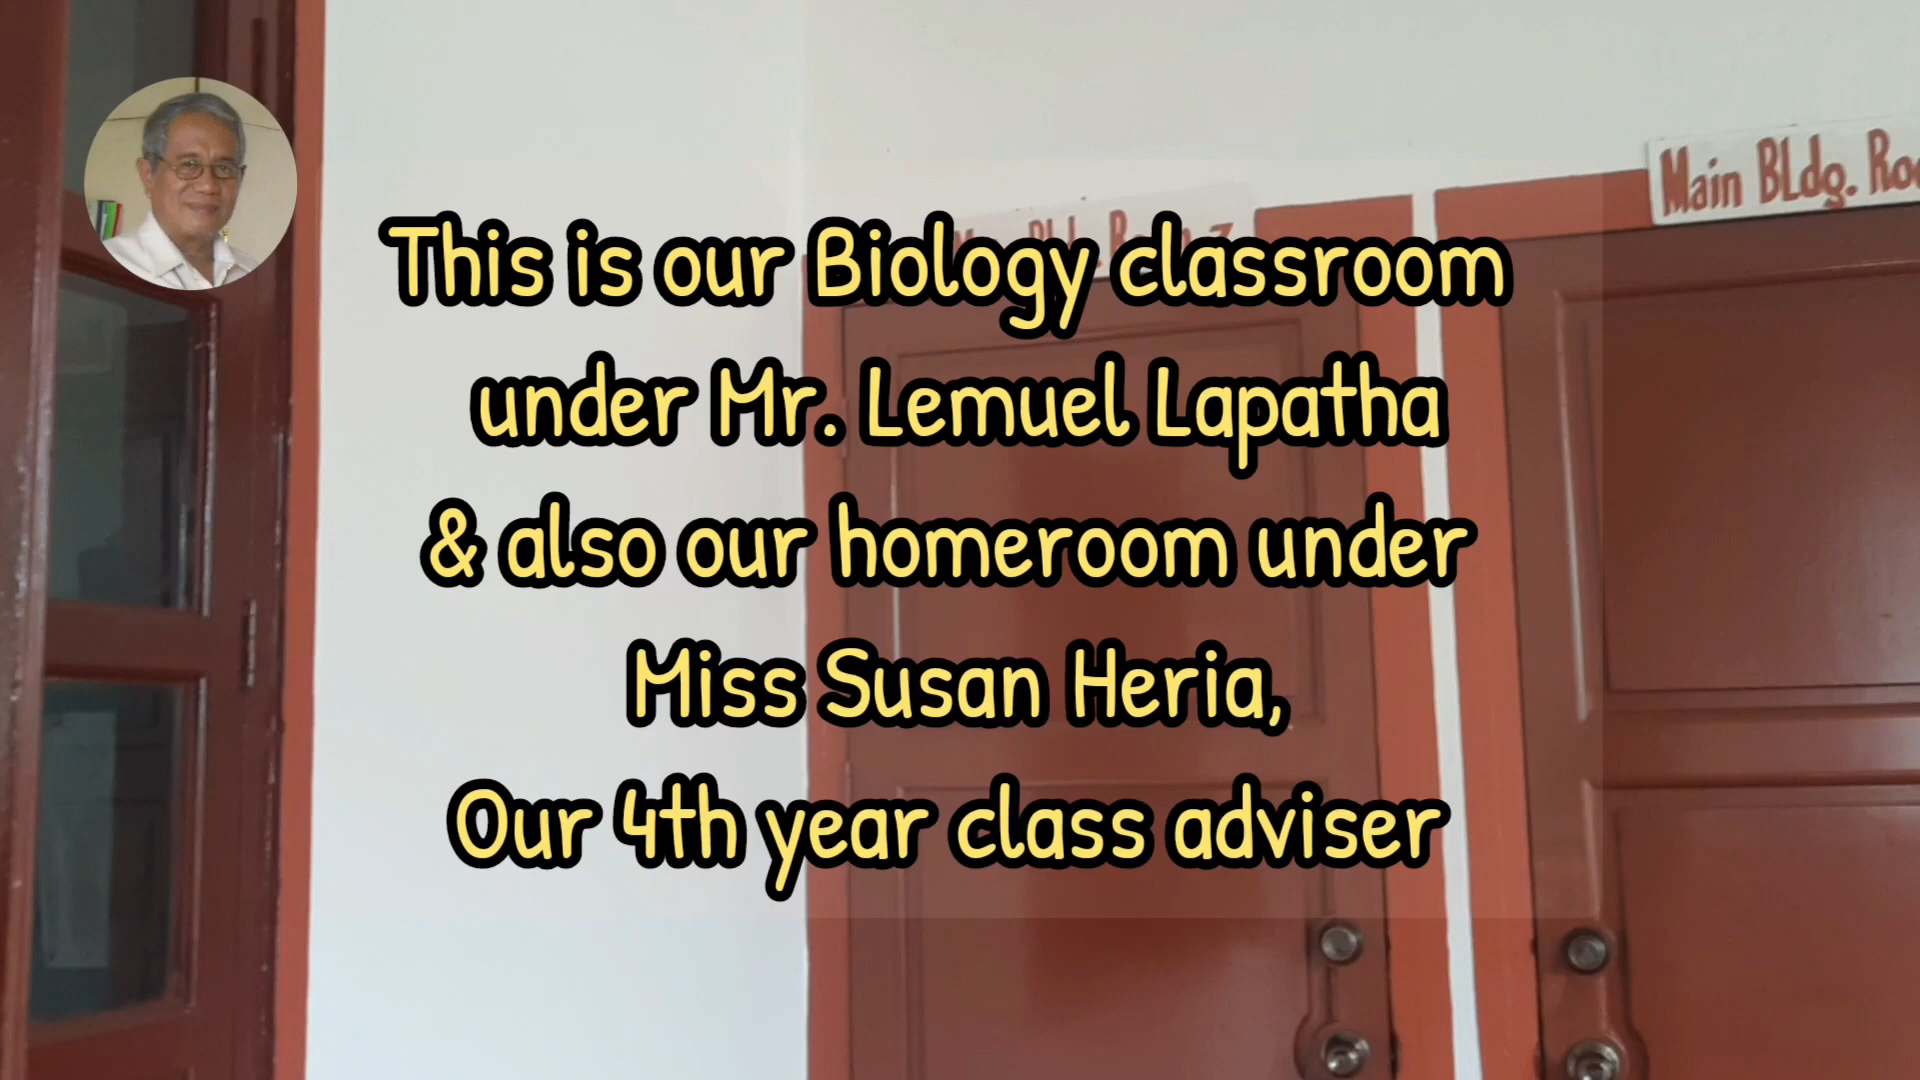 Main BLdg. Roo
This is our Biology classroom
under Mr. Lemuel Lapatha
& also our homeroom under
Miss Susan Heria,
Our 4th year class adviser